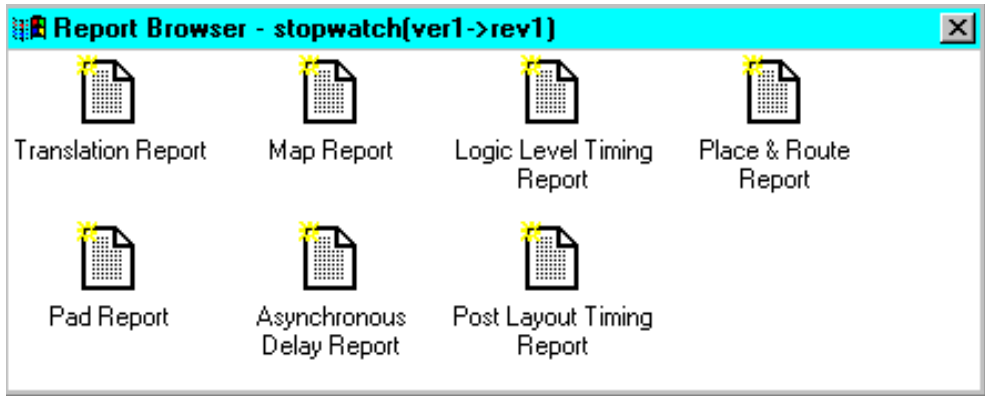 Report Browser - stopwatch(ver1->rev1)
Translation Report
Map Report
Logic Level Timing
Report
Place & Route
Report
Pad Report
Asynchronous
Delay Report
Post Layout Timing
Report